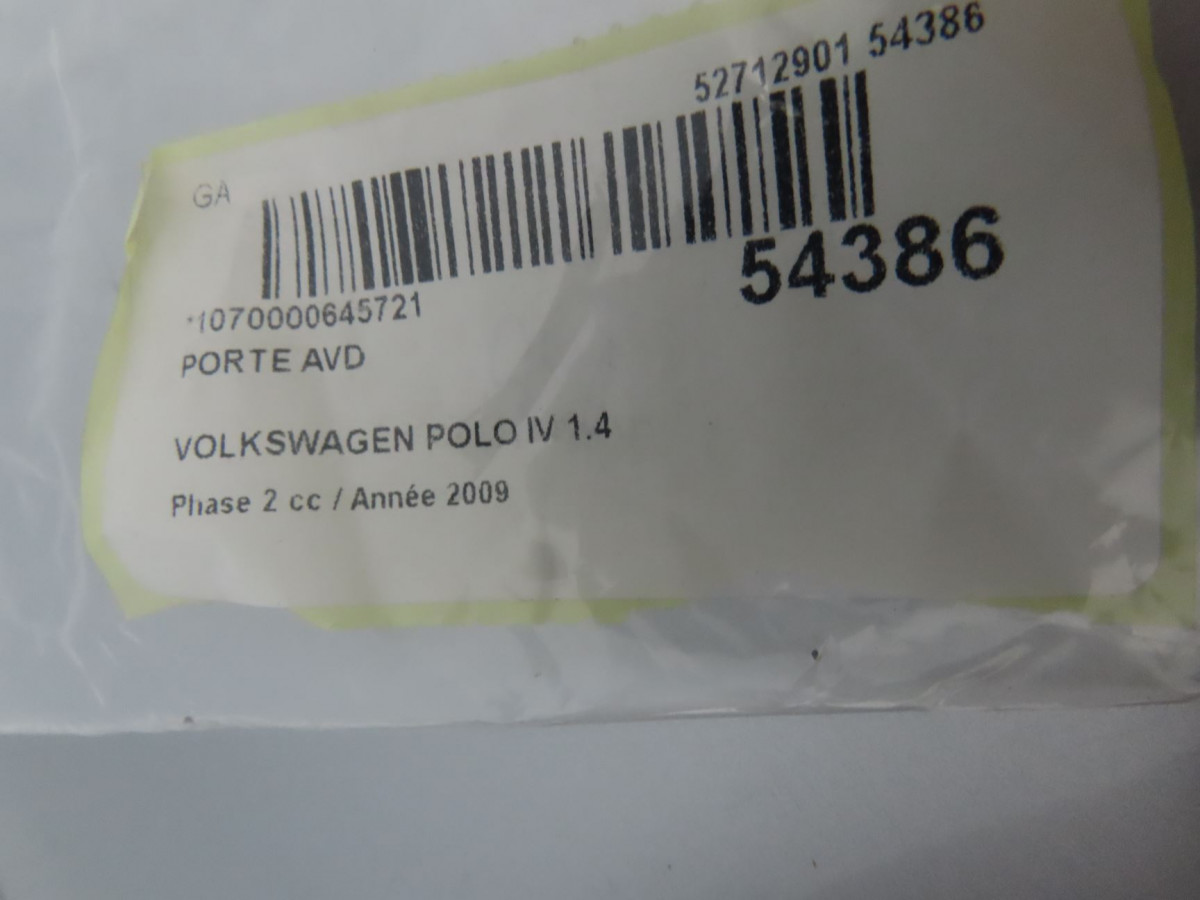 52712901 54386
GA
54386
*1070000645721
PORTE AVD
VOLKSWAGEN POLO IV 1.4
Phase 2 cc / Année 2009